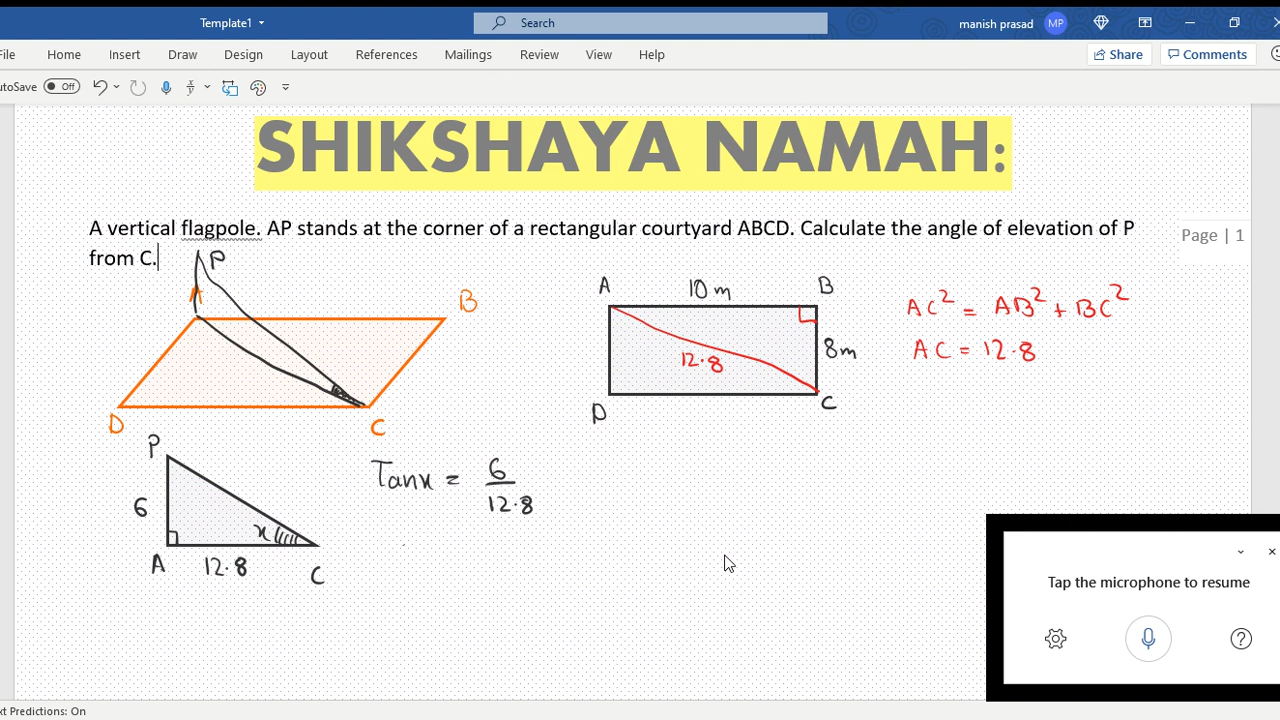 Template1
Search
manish prasad
MP
File
Home
Insert
Draw
Design
Layout
References
Mailings
Review
View
Help
Share
Comments
utoSave
Off
SHIKSHAYA NAMAH:
A vertical flagpole. AP stands at the corner of a rectangular courtyard ABCD. Calculate the angle of elevation of P
from C.
Page | 1
P
A
B
D
C
A
10 m
B
8m
12.8
D
C
AC² = AB² + BC²
AC = 12.8
P
6
x
A
12.8
C
Tanx = 6/12.8
Tap the microphone to resume
xt Predictions: On